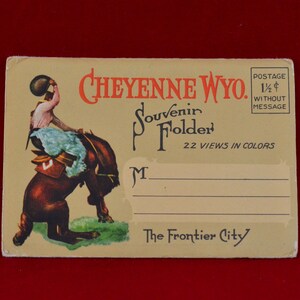 CHEYENNE WYO.
POSTAGE
1½ ¢
WITHOUT
MESSAGE
Souvenir
Folder
22 VIEWS IN COLORS
M
The Frontier City